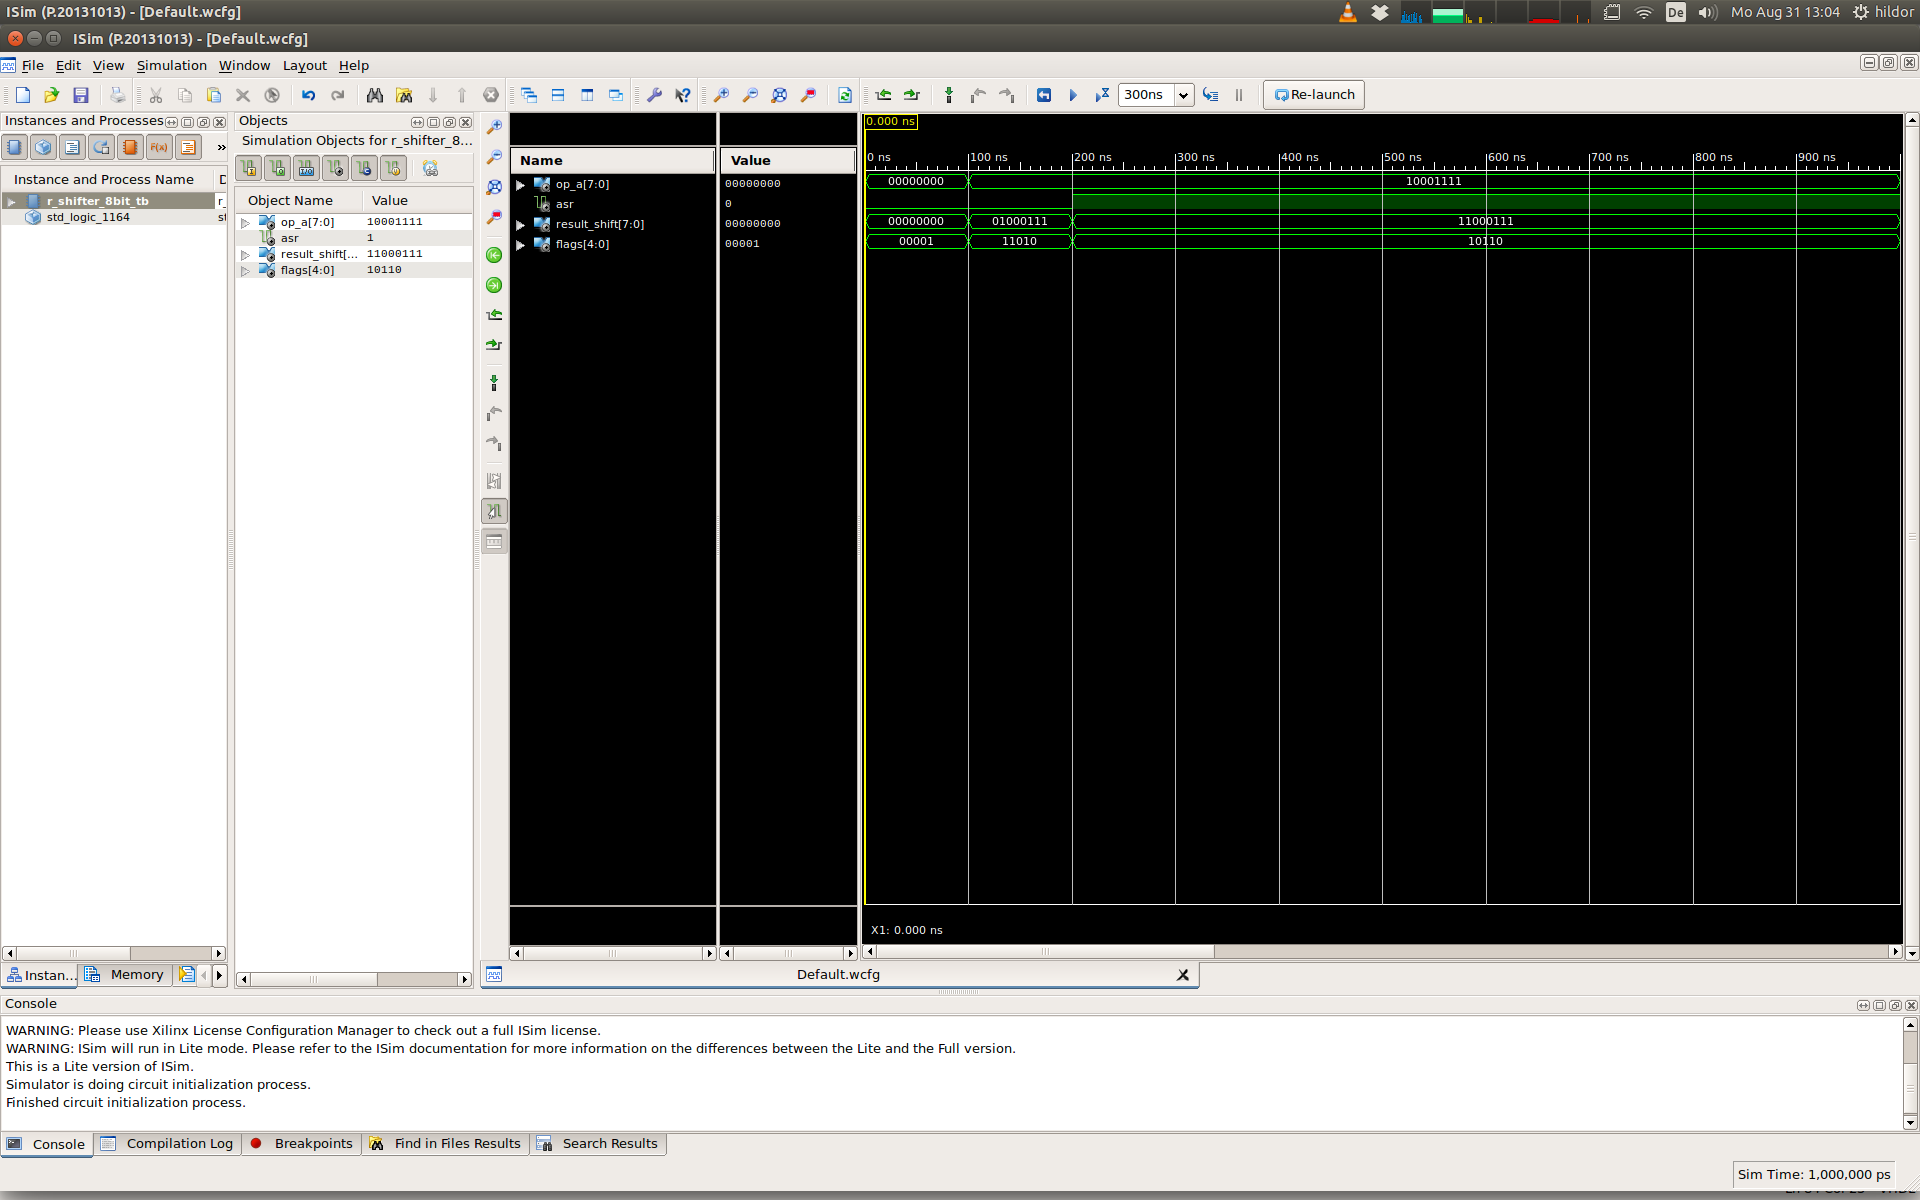 ISim (P.20131013) - [Default.wcfg]
De
Mo Aug 31 13:04
hildor
ISim (P.20131013) - [Default.wcfg]
File Edit View Simulation Window Layout Help
300ns
Re-launch
Instances and Processes
F(x)
»
Instance and Process Name
D
r_shifter_8bit_tb
r_
std_logic_1164
st
Instan...
Memory
Objects
Simulation Objects for r_shifter_8...
Object Name Value
op_a[7:0] 10001111
asr 1
result_shift[... 11000111
flags[4:0] 10110
Name Value
op_a[7:0] 00000000
asr 0
result_shift[7:0] 00000000
flags[4:0] 00001
0.000 ns
0 ns 100 ns 200 ns 300 ns 400 ns 500 ns 600 ns 700 ns 800 ns 900 ns
00000000 10001111
00000000 01000111 11000111
00001 11010 10110
X1: 0.000 ns
Default.wcfg
Console
WARNING: Please use Xilinx License Configuration Manager to check out a full ISim license.
WARNING: ISim will run in Lite mode. Please refer to the ISim documentation for more information on the differences between the Lite and the Full version.
This is a Lite version of ISim.
Simulator is doing circuit initialization process.
Finished circuit initialization process.
Console Compilation Log Breakpoints Find in Files Results Search Results
Sim Time: 1,000,000 ps